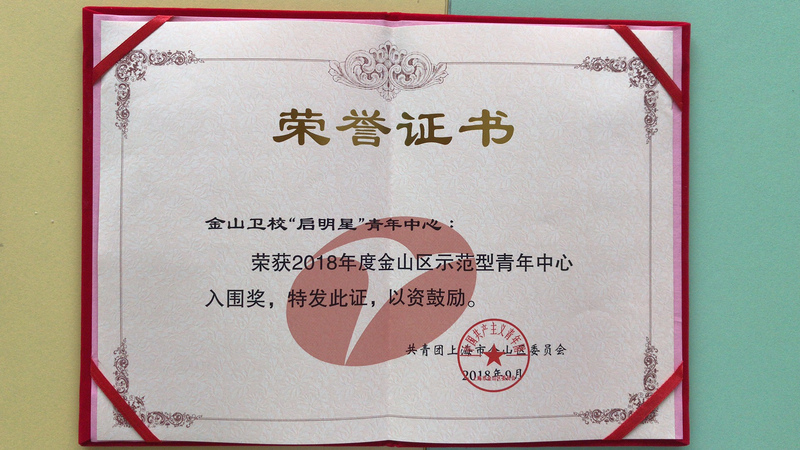 荣誉证书
金山卫校“启明星”青年中心：
荣获2018年度金山区示范型青年中心
入围奖，特发此证，以资鼓励。
共青团上海市金山区委员会
2018年9月